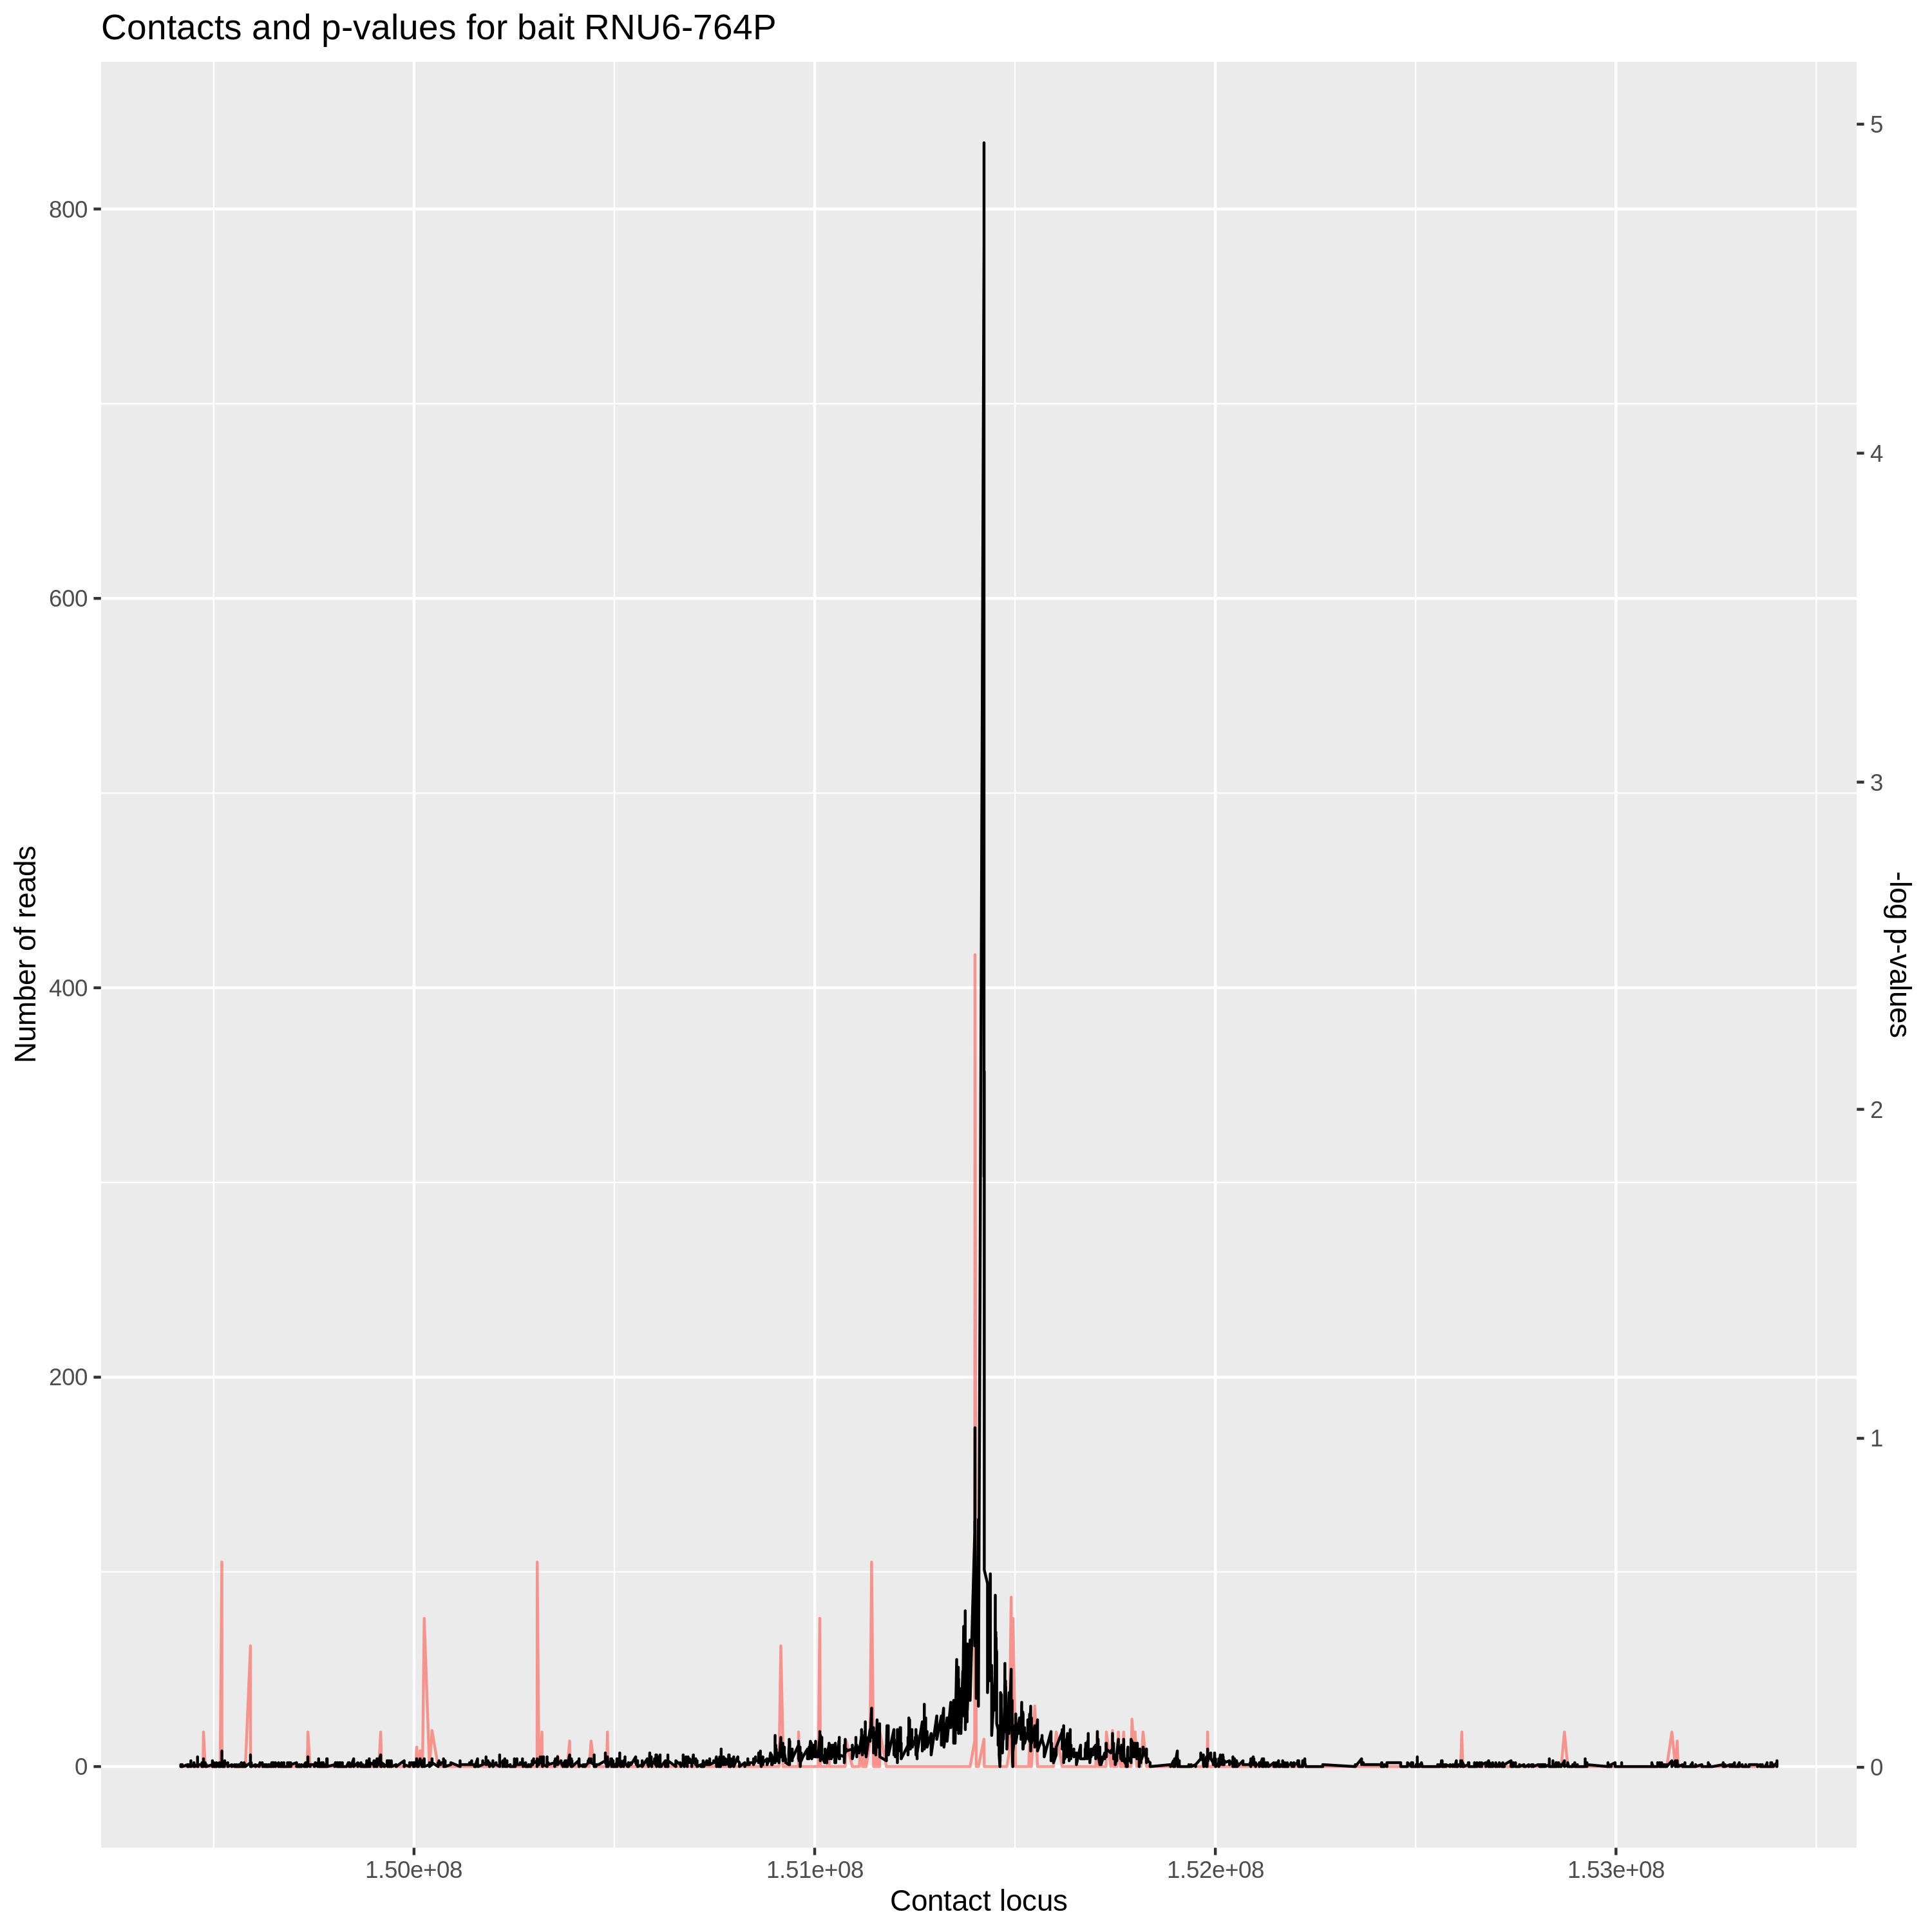 Contacts and p-values for bait RNU6-764P
800
600
400
200
0
Number of reads
5
4
3
2
1
0
-log p-values
1.50e+08
1.51e+08
1.52e+08
1.53e+08
Contact locus